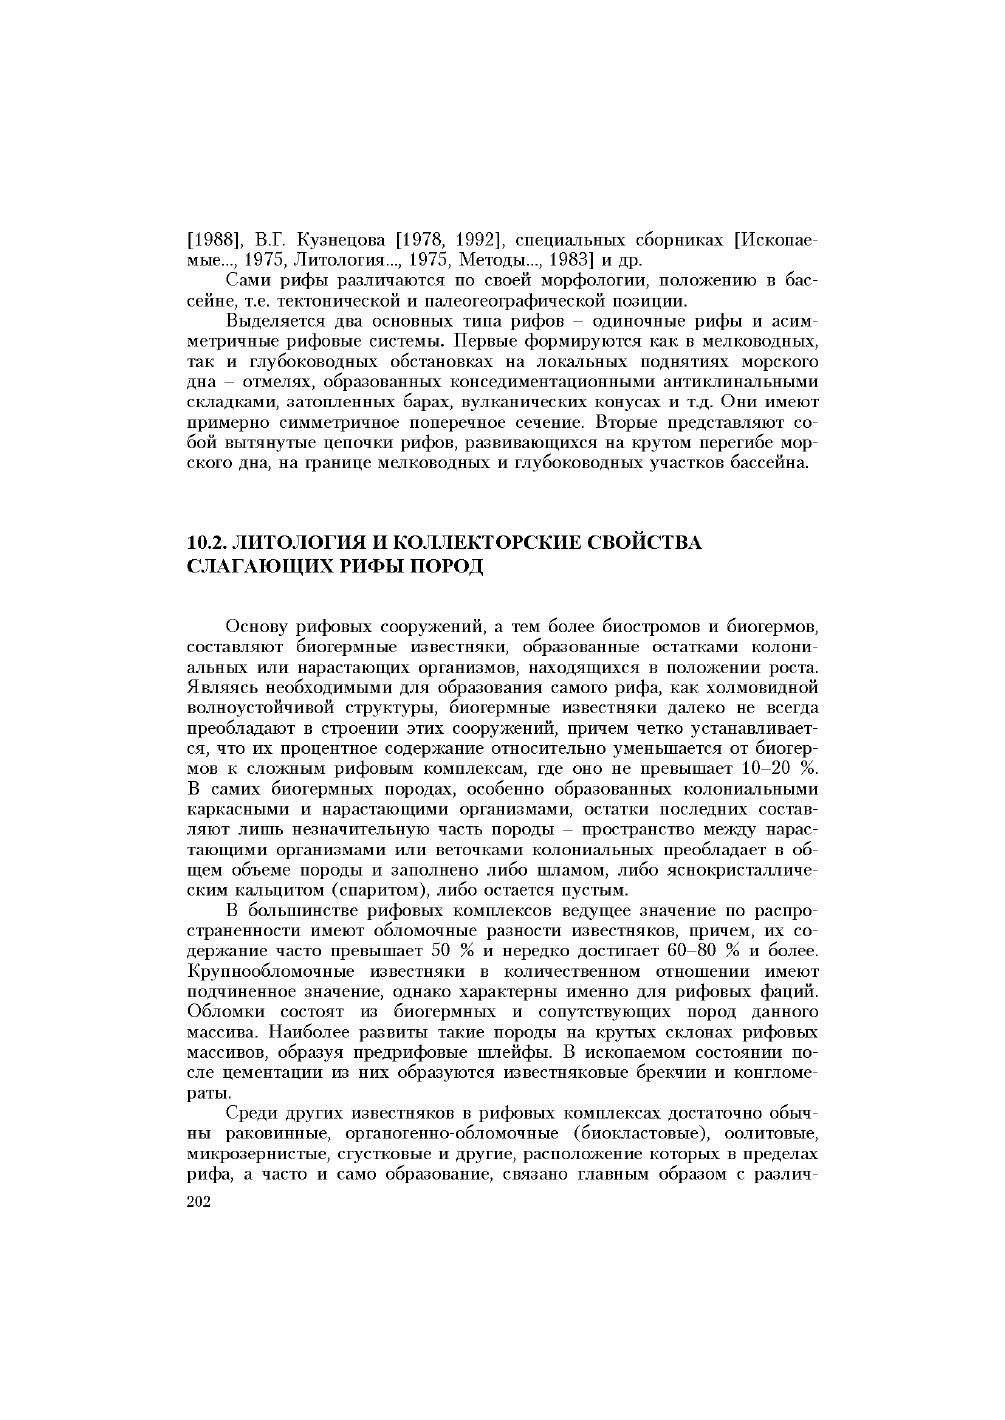 [1988], В.Г. Кузнецова [1978, 1992], специальных сборниках [Ископае-
мые..., 1975, Литология..., 1975, Методы..., 1983] и др.
Сами рифы различаются по своей морфологии, положению в бас-
сейне, т.е. тектонической и палеогеографической позиции.
Выделяется два основных типа рифов – одиночные рифы и асим-
метричные рифовые системы. Первые формируются как в мелководных,
так и глубоководных обстановках на локальных поднятиях морского
дна – отмелях, образованных конседиментационными антиклинальными
складками, затопленных барах, вулканических конусах и т.д. Они имеют
примерно симметричное поперечное сечение. Вторые представляют со-
бой вытянутые цепочки рифов, развивающихся на крутом перегибе мор-
ского дна, на границе мелководных и глубоководных участков бассейна.
10.2. ЛИТОЛОГИЯ И КОЛЛЕКТОРСКИЕ СВОЙСТВА
СЛАГАЮЩИХ РИФЫ ПОРОД
Основу рифовых сооружений, а тем более биостромов и биогермов,
составляют биогермные известняки, образованные остатками колони-
альных или нарастающих организмов, находящихся в положении роста.
Являясь необходимыми для образования самого рифа, как холмовидной
волноустойчивой структуры, биогермные известняки далеко не всегда
преобладают в строении этих сооружений, причем четко устанавливает-
ся, что их процентное содержание относительно уменьшается от биогер-
мов к сложным рифовым комплексам, где оно не превышает 10–20 %.
В самих биогермных породах, особенно образованных колониальными
каркасными и нарастающими организмами, остатки последних состав-
ляют лишь незначительную часть породы – пространство между нарас-
тающими организмами или веточками колониальных преобладает в об-
щем объеме породы и заполнено либо шламом, либо яснокристалличе-
ским кальцитом (спаритом), либо остается пустым.
В большинстве рифовых комплексов ведущее значение по распро-
страненности имеют обломочные разности известняков, причем, их со-
держание часто превышает 50 % и нередко достигает 60–80 % и более.
Крупнообломочные известняки в количественном отношении имеют
подчиненное значение, однако характерны именно для рифовых фаций.
Обломки состоят из биогермных и сопутствующих пород данного
массива. Наиболее развиты такие породы на крутых склонах рифовых
массивов, образуя предрифовые шлейфы. В ископаемом состоянии по-
сле цементации из них образуются известняковые брекчии и конгломе-
раты.
Среди других известняков в рифовых комплексах достаточно обыч-
ны раковинные, органогенно-обломочные (биокластовые), оолитовые,
микрозернистые, сгустковые и другие, расположение которых в пределах
рифа, а часто и само образование, связано главным образом с различ-
202